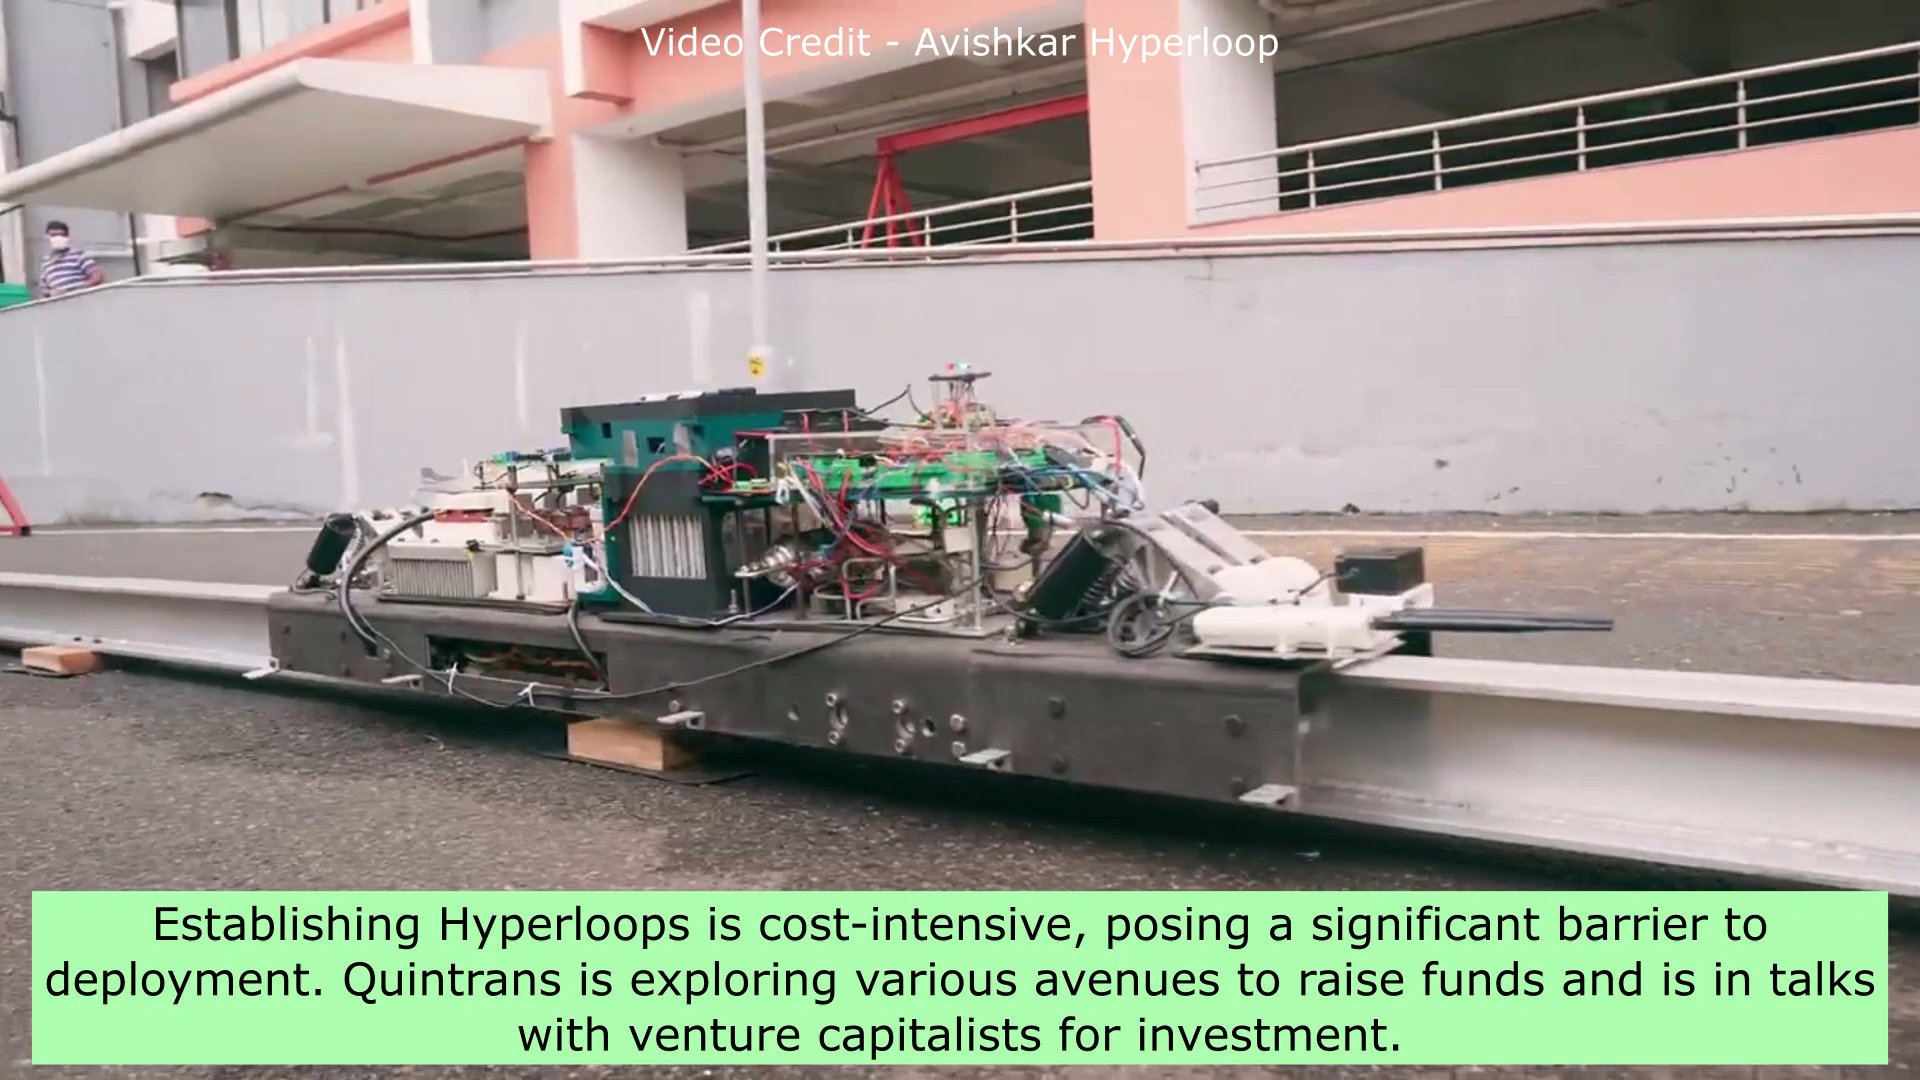 Video Credit - Avishkar Hyperloop
Establishing Hyperloops is cost-intensive, posing a significant barrier to
deployment. Quintrans is exploring various avenues to raise funds and is in talks
with venture capitalists for investment.